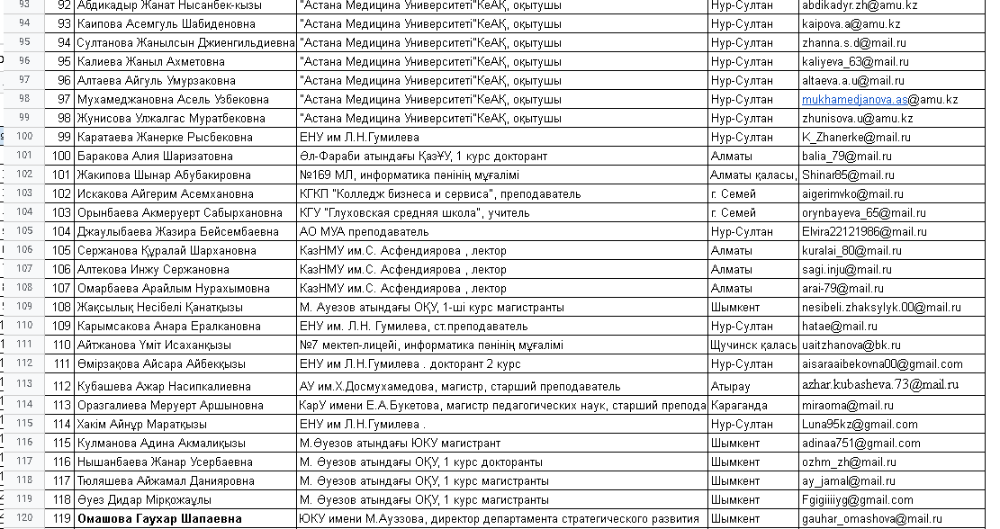 93 92 Абдикадыр Жанат Нысанбек-кызы "Астана Медицина Университеті"КеАҚ, оқытушы Нур-Султан abdikadyr.zh@amu.kz
94 93 Каипова Асемгуль Шабиденовна "Астана Медицина Университеті"КеАҚ, оқытушы Нур-Султан kaipova.a@amu.kz
95 94 Султанова Жанылсын Джиенгильдиевна "Астана Медицина Университеті"КеАҚ, оқытушы Нур-Султан zhanna.s.d@mail.ru
96 95 Калиева Жаныл Ахметовна "Астана Медицина Университеті"КеАҚ, оқытушы Нур-Султан kaliyeva_63@mail.ru
97 96 Алтаева Айгуль Умурзаковна "Астана Медицина Университеті"КеАҚ, оқытушы Нур-Султан altaeva.a.u@mail.ru
98 97 Мухамеджановна Асель Узбековна "Астана Медицина Университеті"КеАҚ, оқытушы Нур-Султан mukhamedjanova.as@amu.kz
99 98 Жунисова Улжалгас Муратбековна "Астана Медицина Университеті"КеАҚ, оқытушы Нур-Султан zhunisova.u@amu.kz
100 99 Каратаева Жанерке Рысбековна ЕНУ им Л.Н.Гумилева Нур-Султан K_Zhanerke@mail.ru
101 100 Баракова Алия Шаризатовна Әл-Фараби атындағы ҚазҰУ, 1 курс докторант Алматы balia_79@mail.ru
102 101 Жакипова Шынар Абубакировна №169 МЛ, информатика пәнінің мұғалімі Алматы қаласы, Shinar85@mail.ru
103 102 Искакова Айгерим Асемхановна КГКП "Колледж бизнеса и сервиса", преподаватель г. Семей aigerimvko@mail.ru
104 103 Орынбаева Акмеруерт Сабырхановна КГУ "Глуховская средняя школа", учитель г. Семей orynbayeva_65@mail.ru
105 104 Джаулыбаева Жазира Бейсембаевна АО МУА преподаватель Нур-Султан Elvira22121986@mail.ru
106 105 Сержанова Құралай Шархановна КазНМУ им.С. Асфендиярова , лектор Алматы kuralai_80@mail.ru
107 106 Алтекова Инжу Сержановна КазНМУ им.С. Асфендиярова , лектор Алматы sagi.inju@mail.ru
108 107 Омарбаева Арайлым Нурахымовна КазНМУ им.С. Асфендиярова , лектор Алматы arai-79@mail.ru
109 108 Жақсылық Несібелі Қанатқызы М. Ауезов атындағы ОҚУ, 1-ші курс магистранты Шымкент nesibeli.zhaksylyk.00@mail.ru
110 109 Карымсакова Анара Ералкановна ЕНУ им. Л.Н. Гумилева, ст.преподаватель Нур-Султан hatae@mail.ru
111 110 Айтжанова Үміт Исаханқызы №7 мектеп-лицейі, информатика пәнінің мұғалімі Щучинск қаласы uaitzhanova@bk.ru
112 111 Өмірзақова Айсара Айбекқызы ЕНУ им Л.Н.Гумилева . докторант 2 курс Нур-Султан aisaraaibekovna00@gmail.com
113 112 Кубашева Ажар Насипкалиевна АУ им.Х.Досмухамедова, магистр, старший преподаватель Атырау azhar.kubasheva.73@mail.ru
114 113 Оразгалиева Меруерт Аршыновна КарУ имени Е.А.Букетова, магистр педагогических наук, старший препода Караганда miraoma@mail.ru
115 114 Хакім Айнұр Маратқызы ЕНУ им Л.Н.Гумилева . Нур-Султан Luna95kz@gmail.com
116 115 Кулманова Адина Акмалиқызы М.Әуезов атындағы ЮКУ магистрант Шымкент adinaa751@gmail.com
117 116 Нышанбаева Жанар Усербаевна М. Әуезов атындағы ОҚУ, 1 курс докторанты Шымкент ozhm_zh@mail.ru
118 117 Тюляшева Айжамал Данияровна М. Әуезов атындағы ОҚУ, 1 курс магистранты Шымкент ay_jamal@mail.ru
119 118 Әуез Дидар Мірқожаұлы М. Әуезов атындағы ОҚУ, 1 курс магистранты Шымкент Fgigiiiiyg@gmail.com
120 119 Омашова Гаухар Шапаевна ЮКУ имени М.Ауэзова, директор департамента стратегического развития Шымкент gauhar_omashova@mail.ru